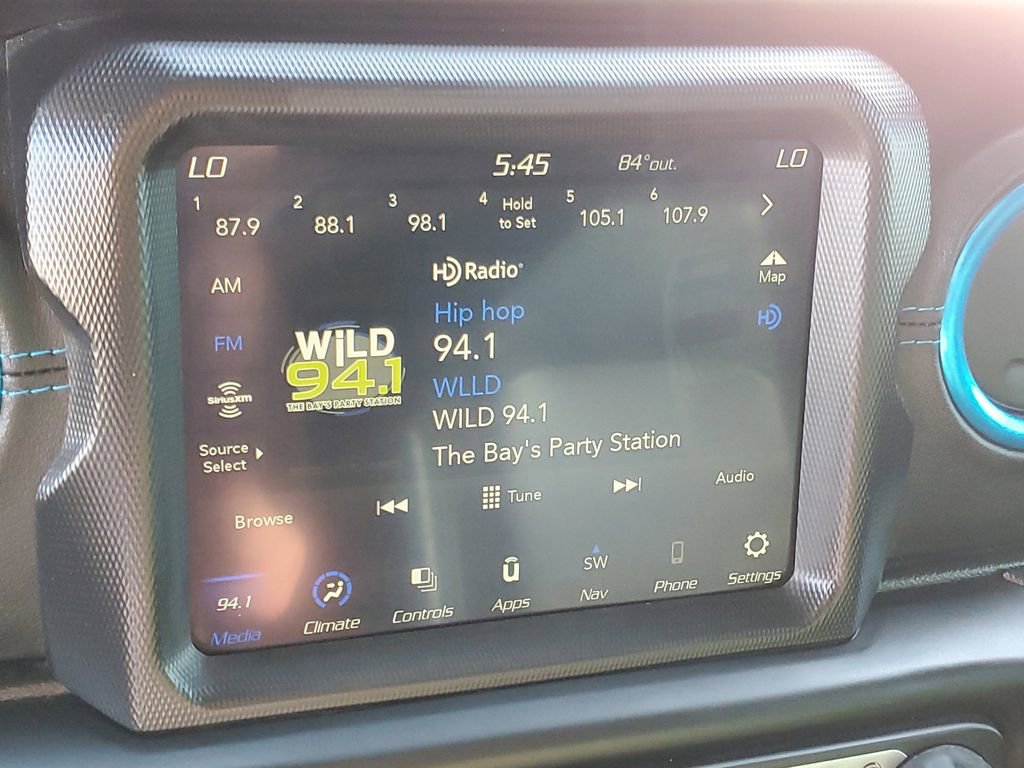 LO 5:45 84°out. LO
1 87.9 2 88.1 3 98.1 4 Hold to Set 5 105.1 6 107.9
HD Radio
AM
Map
Hip hop
HD
FM
94.1
WiLD
94.1
THE BAY'S PARTY STATION
WLLD
SiriusXM
WILD 94.1
Source
Select
The Bay's Party Station
Browse
Tune
Audio
94.1
Media
Climate
Controls
u
Apps
SW
Nav
Phone
Settings